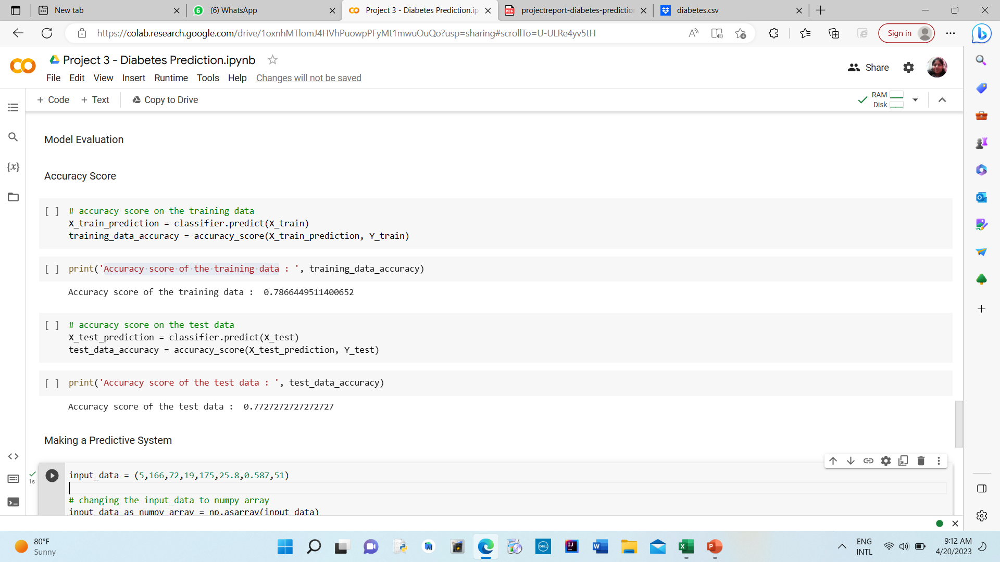 New tab
6
(6) WhatsApp
Project 3 - Diabetes Prediction.ip
PDF
projectreport-diabetes-predictio
diabetes.csv
https://colab.research.google.com/drive/1oxnhMTlomJ4HVhPuowpPFyMt1mwuOuQo?usp=sharing#scrollTo=U-ULRe4yv5tH
Sign in
Project 3 - Diabetes Prediction.ipynb
File Edit View Insert Runtime Tools Help Changes will not be saved
Share
+ Code + Text Copy to Drive
RAM
Disk
{x}
Model Evaluation
Accuracy Score
[ ] # accuracy score on the training data
X_train_prediction = classifier.predict(X_train)
training_data_accuracy = accuracy_score(X_train_prediction, Y_train)
[ ] print('Accuracy score of the training data : ', training_data_accuracy)
Accuracy score of the training data :  0.7866449511400652
[ ] # accuracy score on the test data
X_test_prediction = classifier.predict(X_test)
test_data_accuracy = accuracy_score(X_test_prediction, Y_test)
[ ] print('Accuracy score of the test data : ', test_data_accuracy)
Accuracy score of the test data :  0.7727272727272727
Making a Predictive System
1s
input_data = (5,166,72,19,175,25.8,0.587,51)
# changing the input_data to numpy array
input_data_as_numpy_array = np.asarray(input_data)
80°F
Sunny
DELL
IJ
W
X
P
ENG
INTL
9:12 AM
4/20/2023